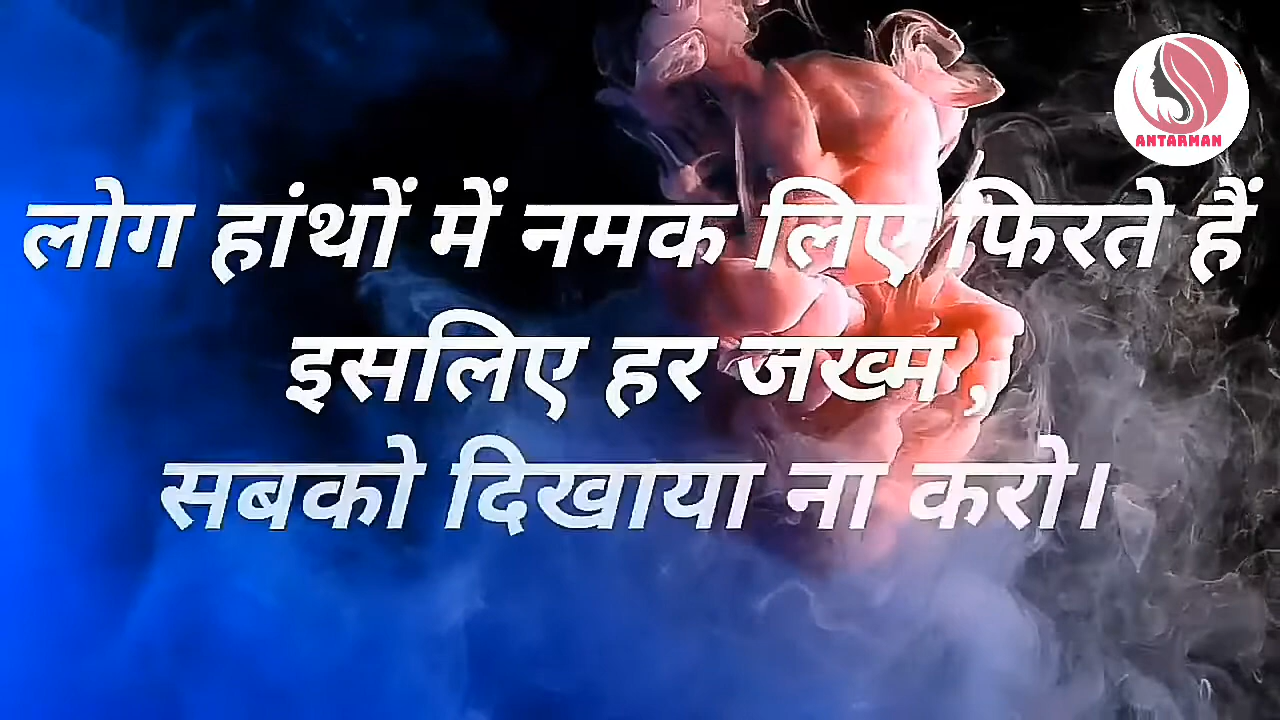 ANTARMAN
लोग हांथों में नमक लिए फिरते हैं
इसलिए हर जख्म ,
सबको दिखाया ना करो।